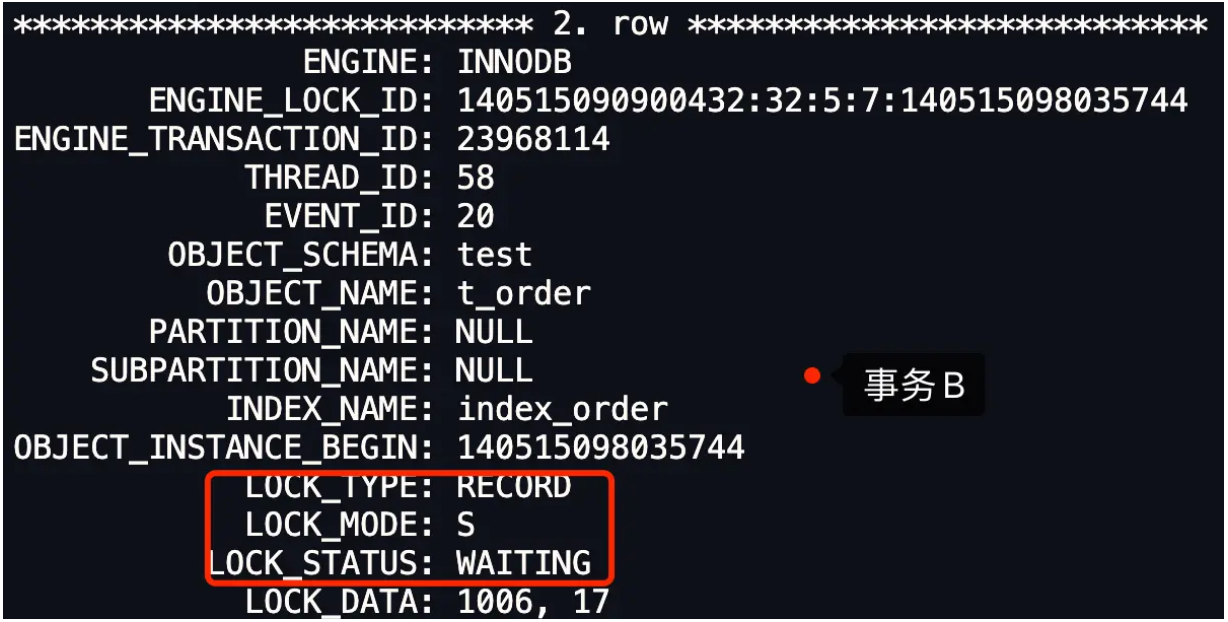 *************************** 2. row ***************************
ENGINE: INNODB
ENGINE_LOCK_ID: 140515090900432:32:5:7:140515098035744
ENGINE_TRANSACTION_ID: 23968114
THREAD_ID: 58
EVENT_ID: 20
OBJECT_SCHEMA: test
OBJECT_NAME: t_order
PARTITION_NAME: NULL
SUBPARTITION_NAME: NULL
事务B
INDEX_NAME: index_order
OBJECT_INSTANCE_BEGIN: 140515098035744
LOCK_TYPE: RECORD
LOCK_MODE: S
LOCK_STATUS: WAITING
LOCK_DATA: 1006, 17